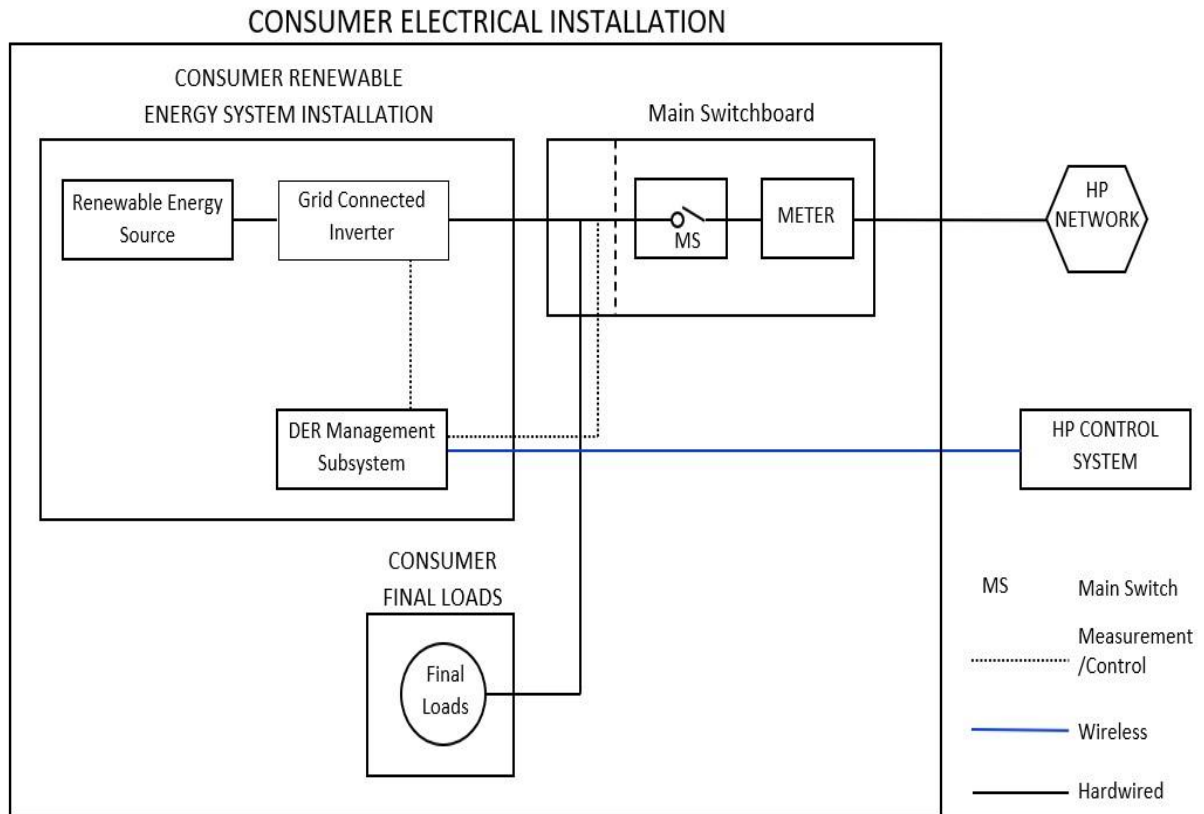 CONSUMER ELECTRICAL INSTALLATION
CONSUMER RENEWABLE
ENERGY SYSTEM INSTALLATION
Main Switchboard
Renewable Energy
Source
Grid Connected
Inverter
MS
METER
HP
NETWORK
DER Management
Subsystem
HP CONTROL
SYSTEM
CONSUMER
FINAL LOADS
Final
Loads
MS
Main Switch
Measurement
/Control
Wireless
Hardwired